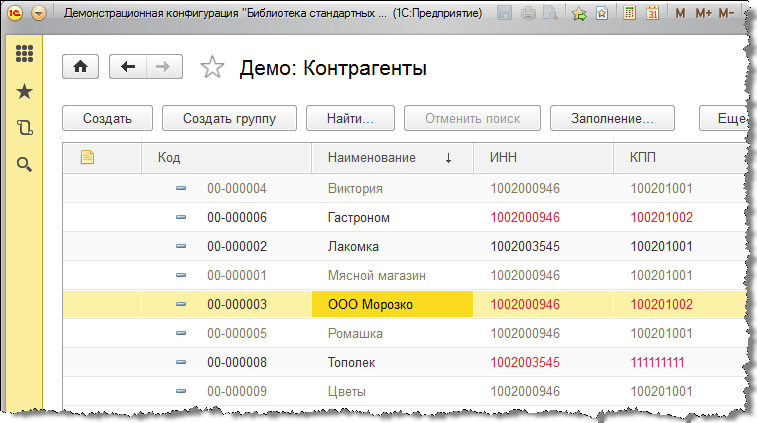 Демонстрационная конфигурация "Библиотека стандартных ... (1С:Предприятие) 31 M M+ M-
Демо: Контрагенты
Создать Создать группу Найти... Отменить поиск Заполнение... Еще
Код Наименование ↓ ИНН КПП
00-000004 Виктория 1002000946 100201001
00-000006 Гастроном 1002000946 100201002
00-000002 Лакомка 1002003545 100201001
00-000001 Мясной магазин 1002000946 100201001
00-000003 ООО Морозко 1002000946 100201002
00-000005 Ромашка 1002000946 100201001
00-000008 Тополек 1002003545 111111111
00-000009 Цветы 1002000946 100201001